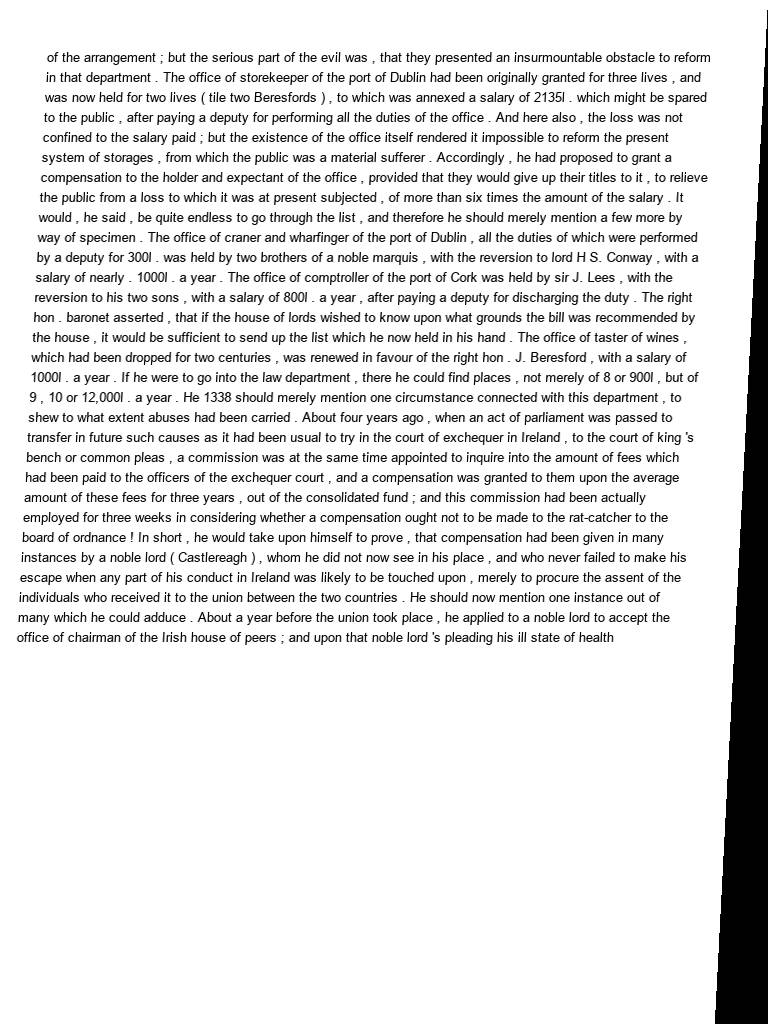 of the arrangement ; but the serious part of the evil was , that they presented an insurmountable obstacle to reform
in that department . The office of storekeeper of the port of Dublin had been originally granted for three lives , and
was now held for two lives ( tile two Beresfords ) , to which was annexed a salary of 2135l . which might be spared
to the public , after paying a deputy for performing all the duties of the office . And here also , the loss was not
confined to the salary paid ; but the existence of the office itself rendered it impossible to reform the present
system of storages , from which the public was a material sufferer . Accordingly , he had proposed to grant a
compensation to the holder and expectant of the office , provided that they would give up their titles to it , to relieve
the public from a loss to which it was at present subjected , of more than six times the amount of the salary . It
would , he said , be quite endless to go through the list , and therefore he should merely mention a few more by
way of specimen . The office of craner and wharfinger of the port of Dublin , all the duties of which were performed
by a deputy for 300l . was held by two brothers of a noble marquis , with the reversion to lord H S. Conway , with a
salary of nearly . 1000l . a year . The office of comptroller of the port of Cork was held by sir J. Lees , with the
reversion to his two sons , with a salary of 800l . a year , after paying a deputy for discharging the duty . The right
hon . baronet asserted , that if the house of lords wished to know upon what grounds the bill was recommended by
the house , it would be sufficient to send up the list which he now held in his hand . The office of taster of wines ,
which had been dropped for two centuries , was renewed in favour of the right hon . J. Beresford , with a salary of
1000l . a year . If he were to go into the law department , there he could find places , not merely of 8 or 900l , but of
9 , 10 or 12,000l . a year . He 1338 should merely mention one circumstance connected with this department , to
shew to what extent abuses had been carried . About four years ago , when an act of parliament was passed to
transfer in future such causes as it had been usual to try in the court of exchequer in Ireland , to the court of king 's
bench or common pleas , a commission was at the same time appointed to inquire into the amount of fees which
had been paid to the officers of the exchequer court , and a compensation was granted to them upon the average
amount of these fees for three years , out of the consolidated fund ; and this commission had been actually
employed for three weeks in considering whether a compensation ought not to be made to the rat-catcher to the
board of ordnance ! In short , he would take upon himself to prove , that compensation had been given in many
instances by a noble lord ( Castlereagh ) , whom he did not now see in his place , and who never failed to make his
escape when any part of his conduct in Ireland was likely to be touched upon , merely to procure the assent of the
individuals who received it to the union between the two countries . He should now mention one instance out of
many which he could adduce . About a year before the union took place , he applied to a noble lord to accept the
office of chairman of the Irish house of peers ; and upon that noble lord 's pleading his ill state of health